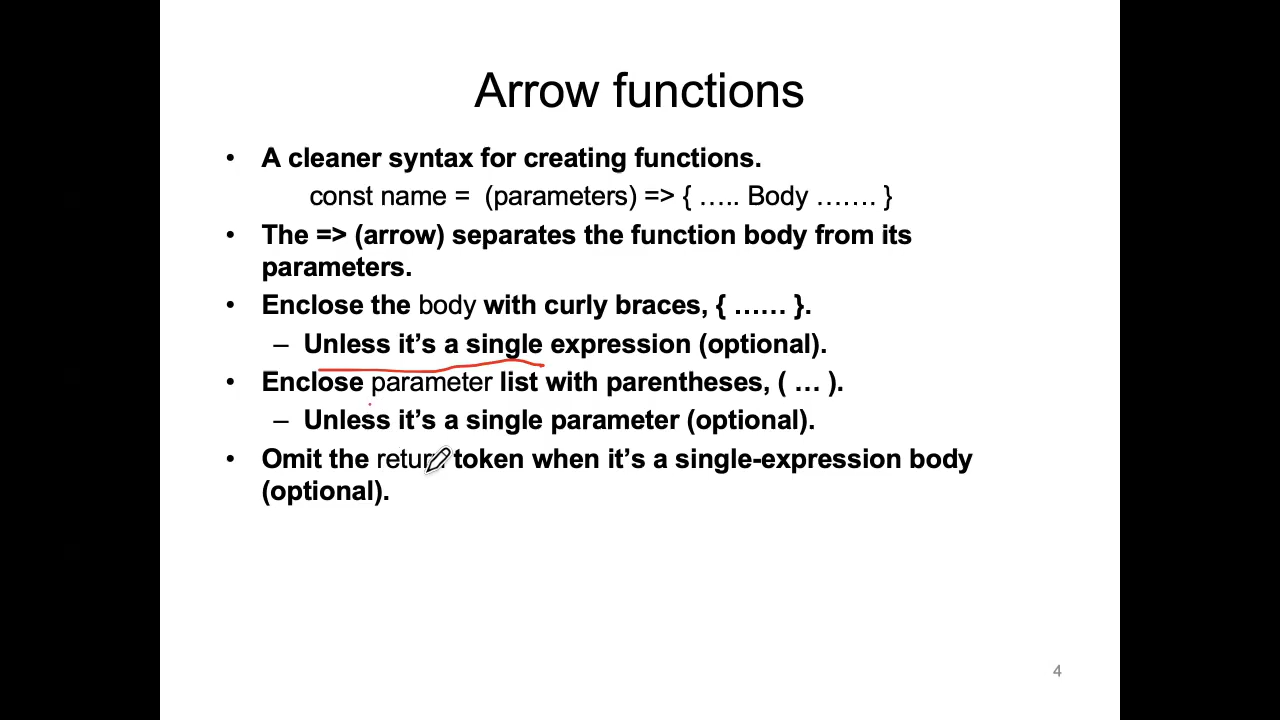 Arrow functions
• A cleaner syntax for creating functions.
const name = (parameters) => { ….. Body ……. }
• The => (arrow) separates the function body from its
parameters.
• Enclose the body with curly braces, { …… }.
– Unless it's a single expression (optional).
• Enclose parameter list with parentheses, ( … ).
– Unless it's a single parameter (optional).
• Omit the return token when it's a single-expression body
(optional).
4